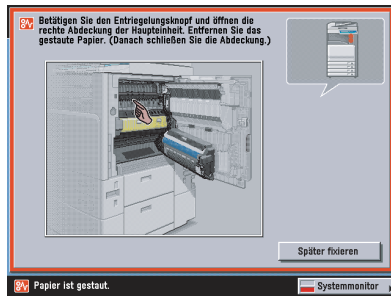 Betätigen Sie den Entriegelungsknopf und öffnen die
rechte Abdeckung der Haupteinheit. Entfernen Sie das
gestaute Papier. (Danach schließen Sie die Abdeckung.)
Später fixieren
Papier ist gestaut.
Systemmonitor